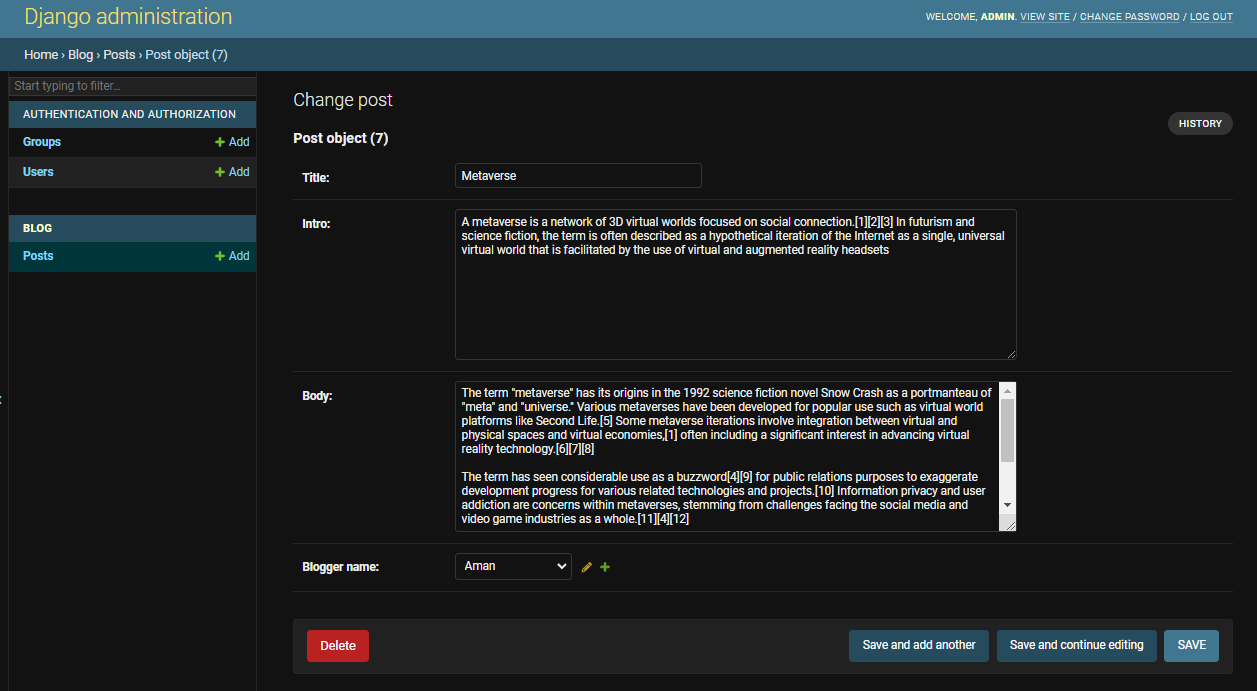 Django administration
WELCOME, ADMIN. VIEW SITE / CHANGE PASSWORD / LOG OUT
Home › Blog › Posts › Post object (7)
Start typing to filter...
AUTHENTICATION AND AUTHORIZATION
Groups + Add
Users + Add
BLOG
Posts + Add
Change post
HISTORY
Post object (7)
Title: Metaverse
Intro:
A metaverse is a network of 3D virtual worlds focused on social connection.[1][2][3] In futurism and
science fiction, the term is often described as a hypothetical iteration of the Internet as a single, universal
virtual world that is facilitated by the use of virtual and augmented reality headsets
Body:
The term "metaverse" has its origins in the 1992 science fiction novel Snow Crash as a portmanteau of
"meta" and "universe." Various metaverses have been developed for popular use such as virtual world
platforms like Second Life.[5] Some metaverse iterations involve integration between virtual and
physical spaces and virtual economies,[1] often including a significant interest in advancing virtual
reality technology.[6][7][8]
The term has seen considerable use as a buzzword[4][9] for public relations purposes to exaggerate
development progress for various related technologies and projects.[10] Information privacy and user
addiction are concerns within metaverses, stemming from challenges facing the social media and
video game industries as a whole.[11][4][12]
Blogger name: Aman
Delete
Save and add another
Save and continue editing
SAVE